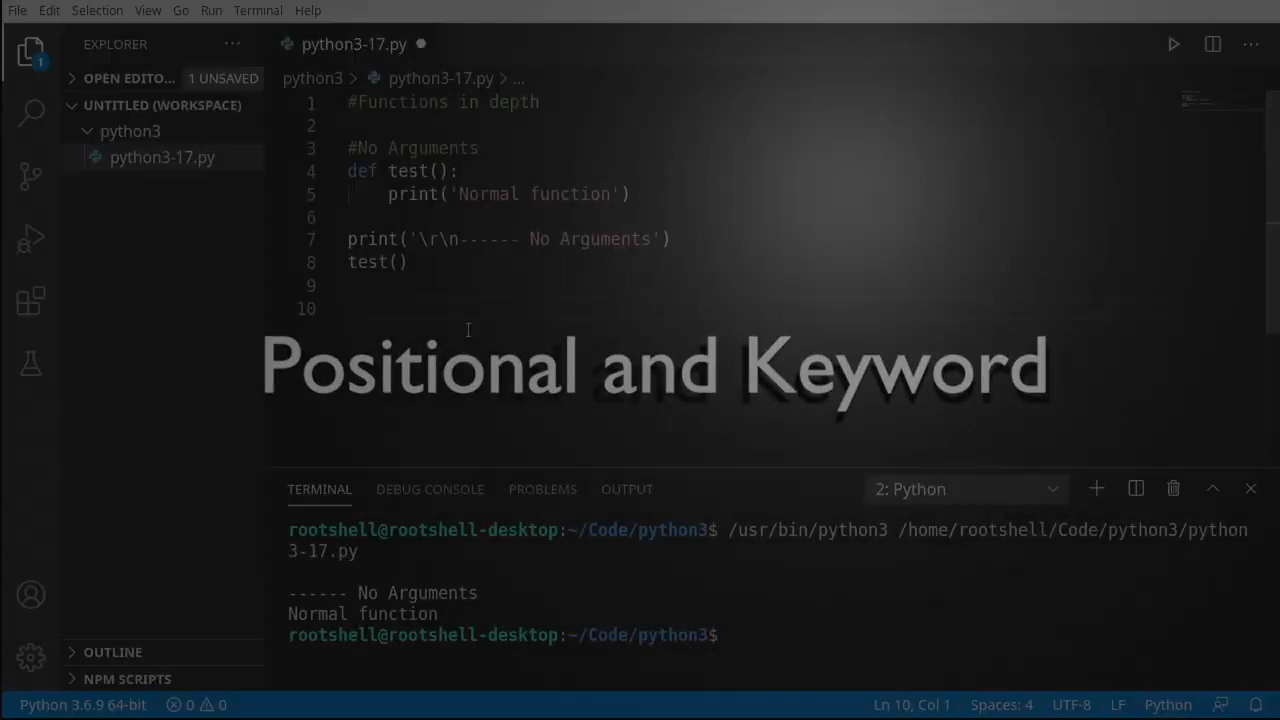 File Edit Selection View Go Run Terminal Help
EXPLORER ...
python3-17.py
1
OPEN EDITO... 1 UNSAVED
python3 > python3-17.py > ...
UNTITLED (WORKSPACE)
python3
python3-17.py
1 #Functions in depth
2
3 #No Arguments
4 def test():
5 print('Normal function')
6
7 print('\r\n------ No Arguments')
8 test()
9
10
Positional and Keyword
TERMINAL DEBUG CONSOLE PROBLEMS OUTPUT 2: Python
rootshell@rootshell-desktop:~/Code/python3$ /usr/bin/python3 /home/rootshell/Code/python3/python
3-17.py
------ No Arguments
Normal function
rootshell@rootshell-desktop:~/Code/python3$
OUTLINE
NPM SCRIPTS
Python 3.6.9 64-bit 0 0 Ln 10, Col 1 Spaces: 4 UTF-8 LF Python